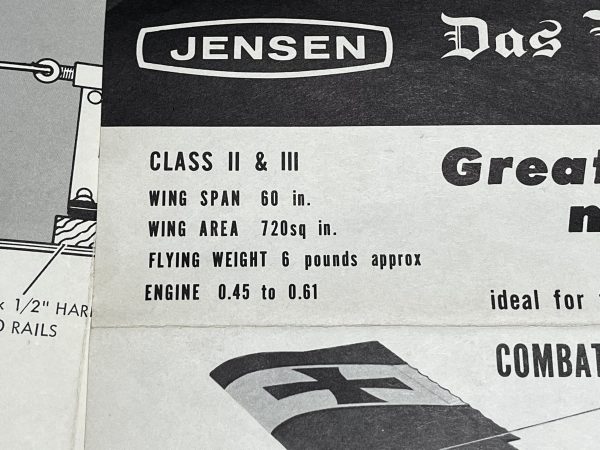 JENSEN
Das
CLASS II & III
WING SPAN 60 in.
WING AREA 720sq in.
FLYING WEIGHT 6 pounds approx
ENGINE 0.45 to 0.61
Great
ideal for
COMBAT
1/2" HAR
RAILS